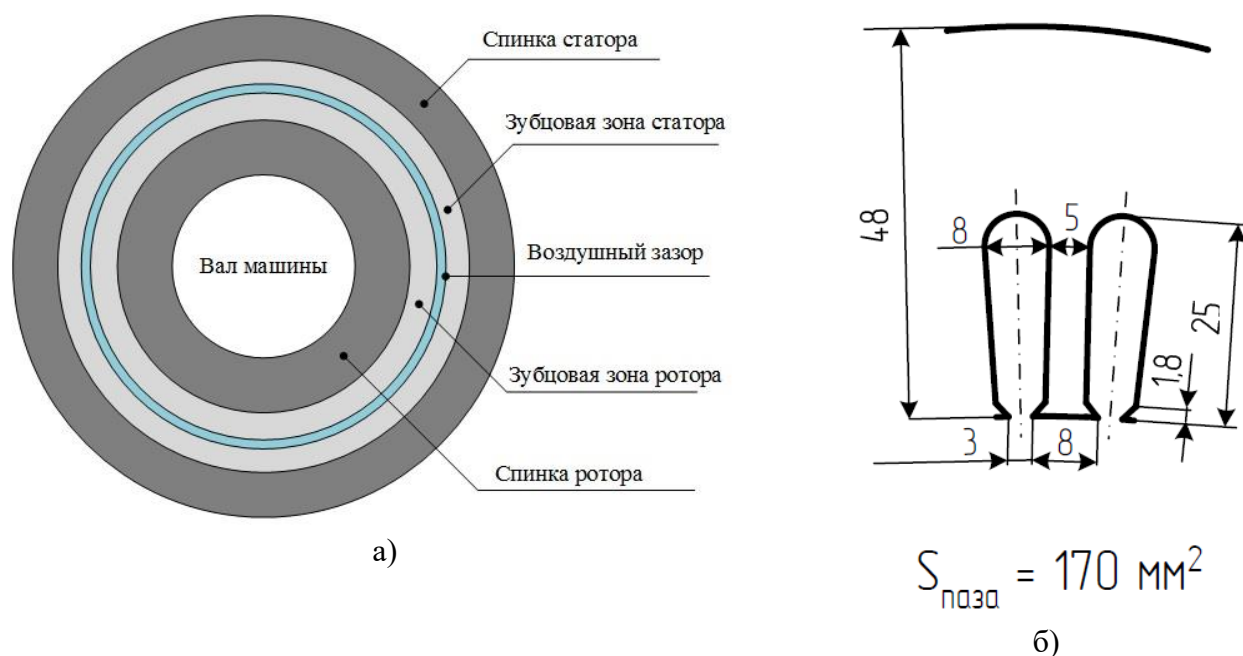 Спинка статора
Зубцовая зона статора
Воздушный зазор
Вал машины
Зубцовая зона ротора
Спинка ротора
а)
48
8
5
25
1,8
3
8
Sпаза = 170 мм²
б)